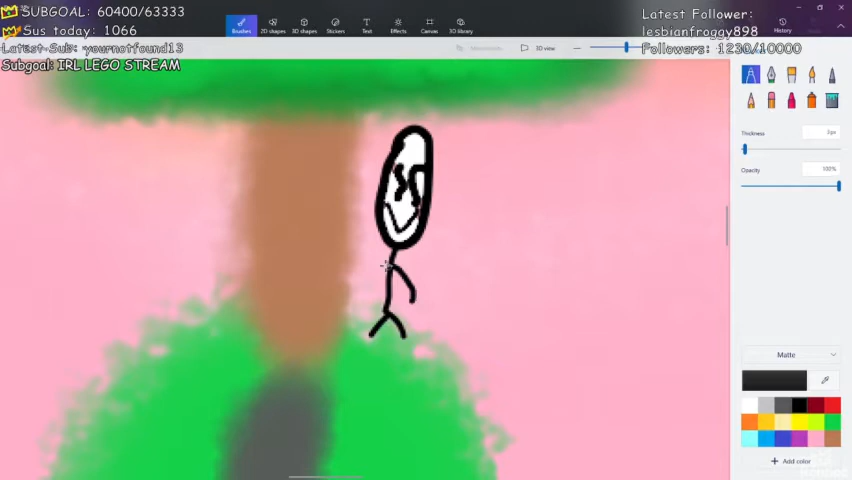 SUBGOAL: 60400/63333
Sus today: 1066
Latest Sub: yournotfound13
Subgoal: IRL LEGO STREAM
Brushes
2D shapes
3D shapes
Stickers
Text
Effects
Canvas
3D library
Latest Follower:
lesbianfroggy898
Followers: 1230/10000
History
3D view
Thickness
3px
Opacity
100%
Matte
Add color